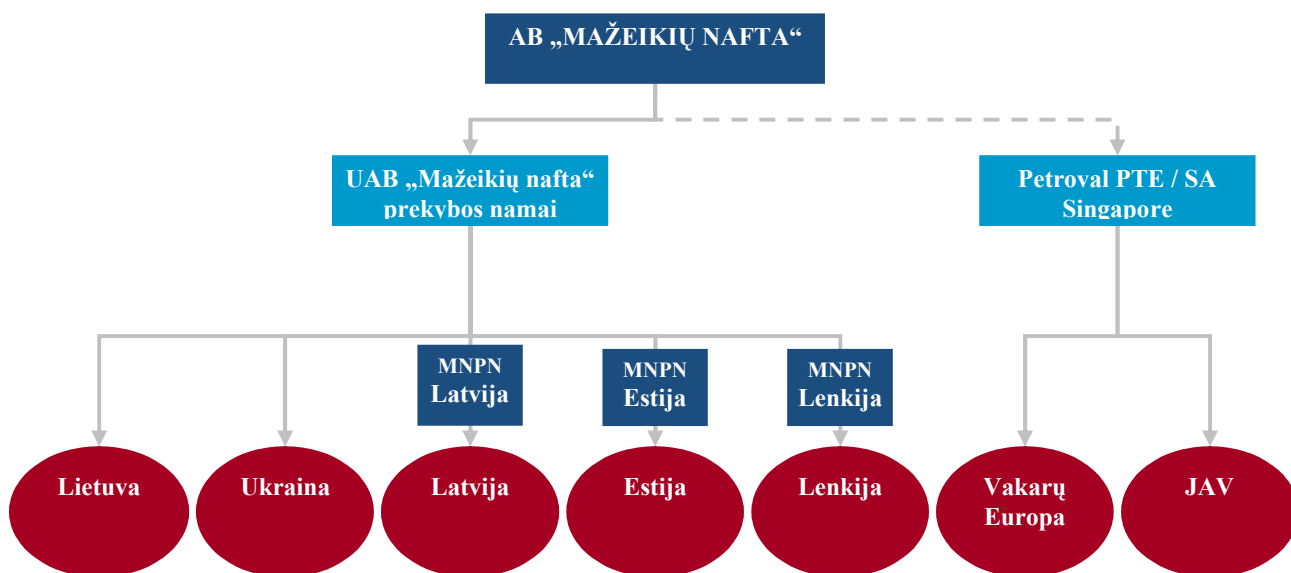 AB „MAŽEIKIŲ NAFTA“
UAB „Mažeikių nafta“
prekybos namai
Petroval PTE / SA
Singapore
MNPN
Latvija
MNPN
Estija
MNPN
Lenkija
Lietuva
Ukraina
Latvija
Estija
Lenkija
Vakarų
Europa
JAV